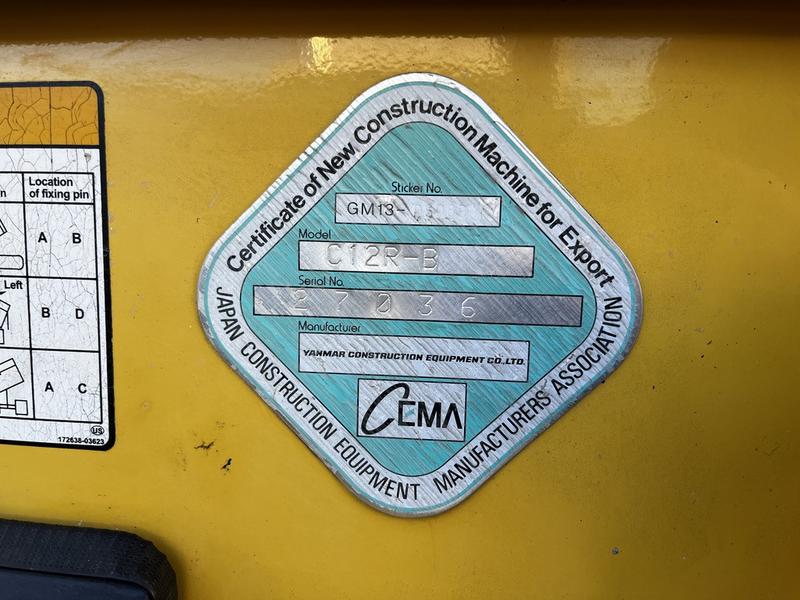 Location
of fixing pin
A B
Left
B D
A C
US
172638-03623
Certificate of New Construction Machine for Export
Sticker No.
GM13-
Model
C12R-B
Serial No.
27036
Manufacturer
YANMAR CONSTRUCTION EQUIPMENT CO.,LTD.
CEMA
JAPAN CONSTRUCTION EQUIPMENT MANUFACTURERS' ASSOCIATION